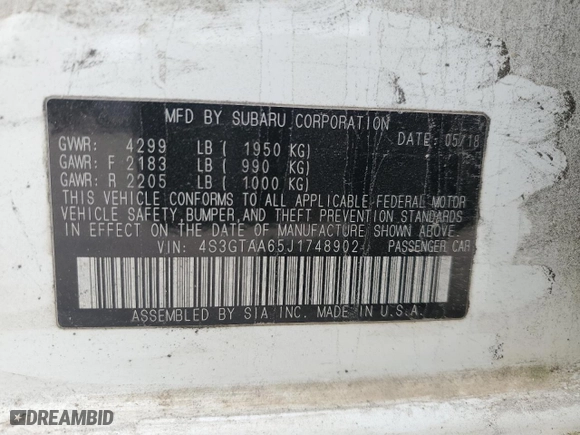 MFD BY SUBARU CORPORATION
DATE: 05/18
GVWR: 4299 LB ( 1950 KG)
GAWR: F 2183 LB ( 990 KG)
GAWR: R 2205 LB ( 1000 KG)
THIS VEHICLE CONFORMS TO ALL APPLICABLE FEDERAL MOTOR
VEHICLE SAFETY, BUMPER, AND THEFT PREVENTION STANDARDS
IN EFFECT ON THE DATE OF MANUFACTURE SHOWN ABOVE.
VIN: 4S3GTAA65J1748902 PASSENGER CAR
ASSEMBLED BY SIA INC. MADE IN U.S.A.
DREAMBID